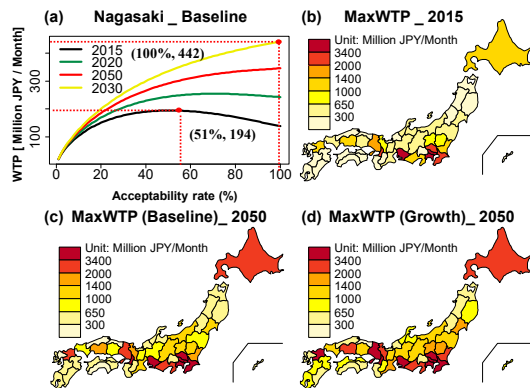 (a) Nagasaki _ Baseline
WTP [ Million JPY / Month]
300
100
2015
2020
2050
2030
(100%, 442)
(51%, 194)
0 20 40 60 80 100
Acceptability rate (%)
(b) MaxWTP _ 2015
Unit: Million JPY/Month
3400
2000
1400
1000
650
300
(c) MaxWTP (Baseline)_ 2050
Unit: Million JPY/Month
3400
2000
1400
1000
650
300
(d) MaxWTP (Growth)_ 2050
Unit: Million JPY/Month
3400
2000
1400
1000
650
300